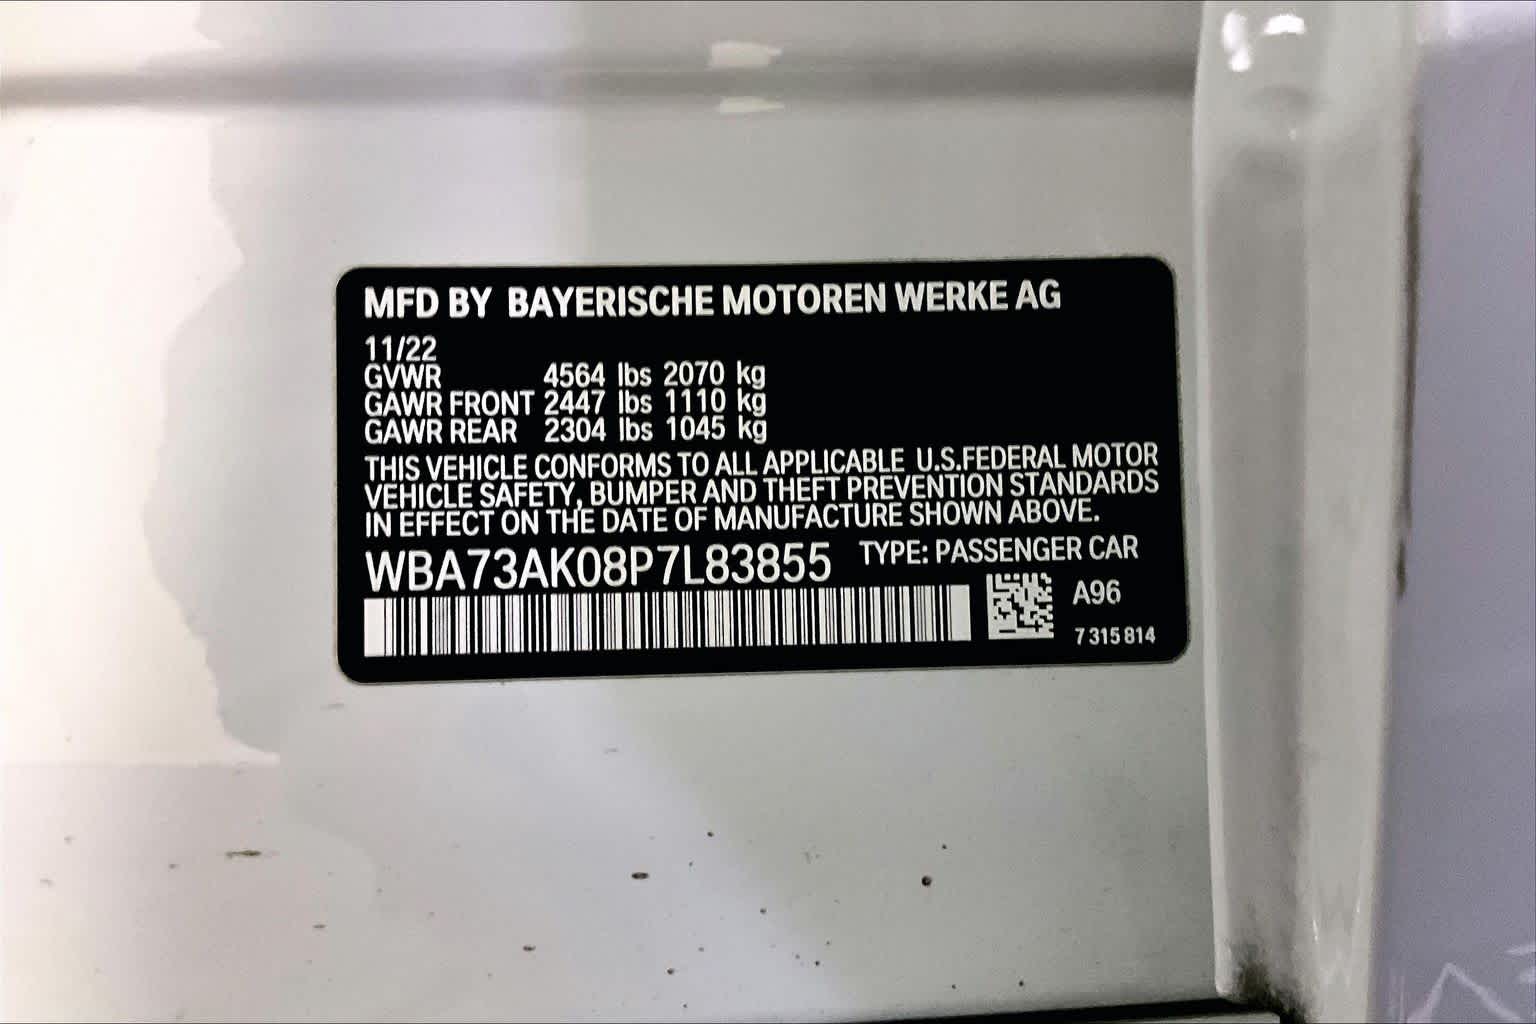 MFD BY BAYERISCHE MOTOREN WERKE AG
11/22
GVWR 4564 lbs 2070 kg
GAWR FRONT 2447 lbs 1110 kg
GAWR REAR 2304 lbs 1045 kg
THIS VEHICLE CONFORMS TO ALL APPLICABLE U.S.FEDERAL MOTOR
VEHICLE SAFETY, BUMPER AND THEFT PREVENTION STANDARDS
IN EFFECT ON THE DATE OF MANUFACTURE SHOWN ABOVE.
WBA73AK08P7L83855 TYPE: PASSENGER CAR
A96
7 315 814